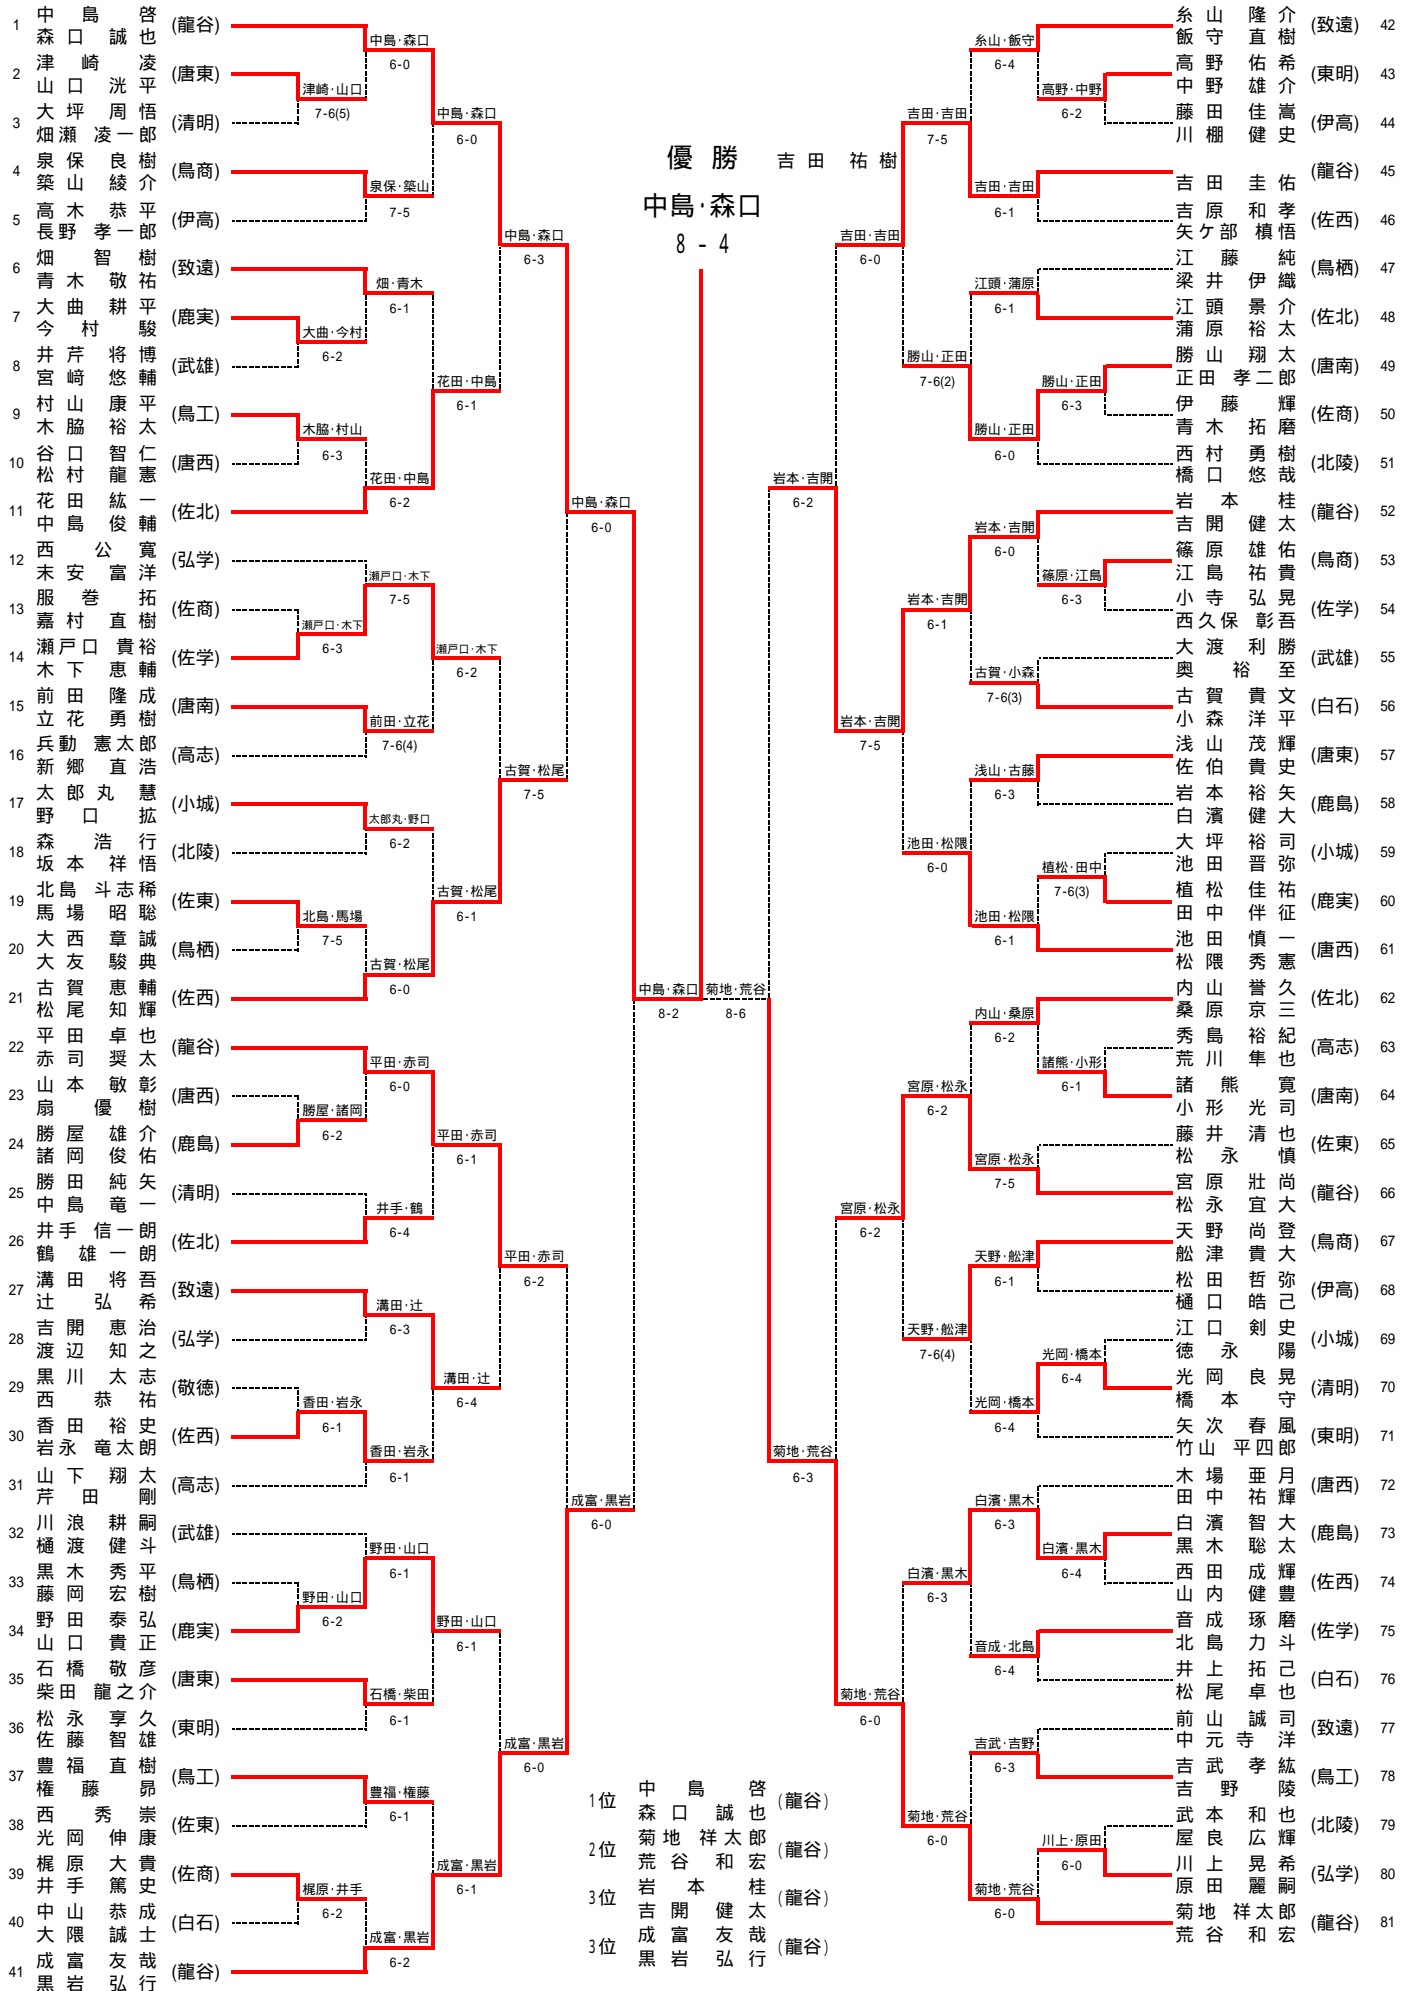 優勝
中島・森口
8 - 4
吉田 祐樹
1 中島 啓 (龍谷)
森口 誠也
2 津崎 凌 (唐東)
山口 洸平
3 大坪 周悟 (清明)
畑瀬 凌一郎
4 泉保 良樹 (鳥商)
築山 綾介
5 高木 恭平 (伊高)
長野 孝一郎
6 畑 智樹 (致遠)
青木 敬祐
7 大曲 耕平 (鹿実)
今村 駿
8 井芹 将博 (武雄)
宮﨑 悠輔
9 村山 康平 (鳥工)
木脇 裕太
10 谷口 智仁 (唐西)
松村 龍憲
11 花田 紘一 (佐北)
中島 俊輔
12 西 公寛 (弘学)
末安 富洋
13 服巻 拓 (佐商)
嘉村 直樹
14 瀬戸口 貴裕 (佐学)
木下 恵輔
15 前田 隆成 (唐南)
立花 勇樹
16 兵動 憲太郎 (高志)
新郷 直浩
17 太郎丸 慧 (小城)
野口 拡
18 森 浩行 (北陵)
坂本 祥悟
19 北島 斗志稀 (佐東)
馬場 昭聡
20 大西 章誠 (鳥栖)
大友 駿典
21 古賀 恵輔 (佐西)
松尾 知輝
22 平田 卓也 (龍谷)
赤司 奨太
23 山本 敏彰 (唐西)
扇 優樹
24 勝屋 雄介 (鹿島)
諸岡 俊佑
25 勝田 純矢 (清明)
中島 竜一
26 井手 信一朗 (佐北)
鶴 雄一朗
27 溝田 将吾 (致遠)
辻 弘希
28 吉開 恵治 (弘学)
渡辺 知之
29 黒川 太志 (敬徳)
西 恭祐
30 香田 裕史 (佐西)
岩永 竜太朗
31 山下 翔太 (高志)
芹田 剛
32 川浪 耕嗣 (武雄)
樋渡 健斗
33 黒木 秀平 (鳥栖)
藤岡 宏樹
34 野田 泰弘 (鹿実)
山口 貴正
35 石橋 敬彦 (唐東)
柴田 龍之介
36 松永 享久 (東明)
佐藤 智雄
37 豊福 直樹 (鳥工)
権藤 昴
38 西 秀崇 (佐東)
光岡 伸康
39 梶原 大貴 (佐商)
井手 篤史
40 中山 恭成 (白石)
大隈 誠士
41 成富 友哉 (龍谷)
黒岩 弘行
津崎・山口
7-6(5)
大曲・今村
6-2
木脇・村山
6-3
瀬戸口・木下
6-3
北島・馬場
7-5
勝屋・諸岡
6-2
香田・岩永
6-1
野田・山口
6-2
梶原・井手
6-2
中島・森口
6-0
泉保・築山
7-5
畑・青木
6-1
花田・中島
6-2
瀬戸口・木下
7-5
前田・立花
7-6(4)
太郎丸・野口
6-2
古賀・松尾
6-0
平田・赤司
6-0
井手・鶴
6-4
溝田・辻
6-3
香田・岩永
6-1
野田・山口
6-1
石橋・柴田
6-1
豊福・権藤
6-1
成富・黒岩
6-2
中島・森口
6-0
花田・中島
6-1
瀬戸口・木下
6-2
古賀・松尾
6-1
平田・赤司
6-1
溝田・辻
6-4
野田・山口
6-1
成富・黒岩
6-1
中島・森口
6-3
古賀・松尾
7-5
平田・赤司
6-2
成富・黒岩
6-0
中島・森口
6-0
成富・黒岩
6-0
中島・森口
8-2
菊地・荒谷
8-6
岩本・吉開
6-2
菊地・荒谷
6-3
吉田・吉田
6-0
岩本・吉開
7-5
宮原・松永
6-2
菊地・荒谷
6-0
吉田・吉田
7-5
勝山・正田
7-6(2)
岩本・吉開
6-1
池田・松隈
6-0
宮原・松永
6-2
天野・舩津
7-6(4)
白濱・黒木
6-3
菊地・荒谷
6-0
糸山・飯守
6-4
吉田・吉田
6-1
江頭・蒲原
6-1
勝山・正田
6-0
岩本・吉開
6-0
古賀・小森
7-6(3)
浅山・古藤
6-3
池田・松隈
6-1
内山・桑原
6-2
宮原・松永
7-5
天野・舩津
6-1
光岡・橋本
6-4
白濱・黒木
6-3
音成・北島
6-4
吉武・吉野
6-3
菊地・荒谷
6-0
高野・中野
6-2
勝山・正田
6-3
篠原・江島
6-3
植松・田中
7-6(3)
諸熊・小形
6-1
光岡・橋本
6-4
白濱・黒木
6-4
川上・原田
6-0
糸山 隆介 (致遠) 42
飯守 直樹
高野 佑希 (東明) 43
中野 雄介
藤田 佳嵩 (伊高) 44
川棚 健史
(龍谷) 45
吉田 圭佑
吉原 和孝 (佐西) 46
矢ケ部 槙悟
江藤 純 (鳥栖) 47
梁井 伊織
江頭 景介 (佐北) 48
蒲原 裕太
勝山 翔太 (唐南) 49
正田 孝二郎
伊藤 輝 (佐商) 50
青木 拓磨
西村 勇樹 (北陵) 51
橋口 悠哉
岩本 桂 (龍谷) 52
吉開 健太
篠原 雄佑 (鳥商) 53
江島 祐貴
小寺 弘晃 (佐学) 54
西久保 彰吾
大渡 利勝 (武雄) 55
奥 裕至
古賀 貴文 (白石) 56
小森 洋平
浅山 茂輝 (唐東) 57
佐伯 貴史
岩本 裕矢 (鹿島) 58
白濱 健大
大坪 裕司 (小城) 59
池田 晋弥
植松 佳祐 (鹿実) 60
田中 伴征
池田 慎一 (唐西) 61
松隈 秀憲
内山 誉久 (佐北) 62
桑原 京三
秀島 裕紀 (高志) 63
荒川 隼也
諸熊 寛 (唐南) 64
小形 光司
藤井 清也 (佐東) 65
松永 慎
宮原 壯尚 (龍谷) 66
松永 宜大
天野 尚登 (鳥商) 67
舩津 貴大
松田 哲弥 (伊高) 68
樋口 皓己
江口 剣史 (小城) 69
徳永 陽
光岡 良晃 (清明) 70
橋本 守
矢次 春風 (東明) 71
竹山 平四郎
木場 亜月 (唐西) 72
田中 祐輝
白濱 智大 (鹿島) 73
黒木 聡太
西田 成輝 (佐西) 74
山内 健豊
音成 琢磨 (佐学) 75
北島 力斗
井上 拓己 (白石) 76
松尾 卓也
前山 誠司 (致遠) 77
中元寺 洋
吉武 孝紘 (鳥工) 78
吉野 陵
武本 和也 (北陵) 79
屋良 広輝
川上 晃希 (弘学) 80
原田 麗嗣
菊地 祥太郎 (龍谷) 81
荒谷 和宏
1位 中島 啓 (龍谷)
森口 誠也
2位 菊地 祥太郎 (龍谷)
荒谷 和宏
3位 岩本 桂 (龍谷)
吉開 健太
3位 成富 友哉 (龍谷)
黒岩 弘行